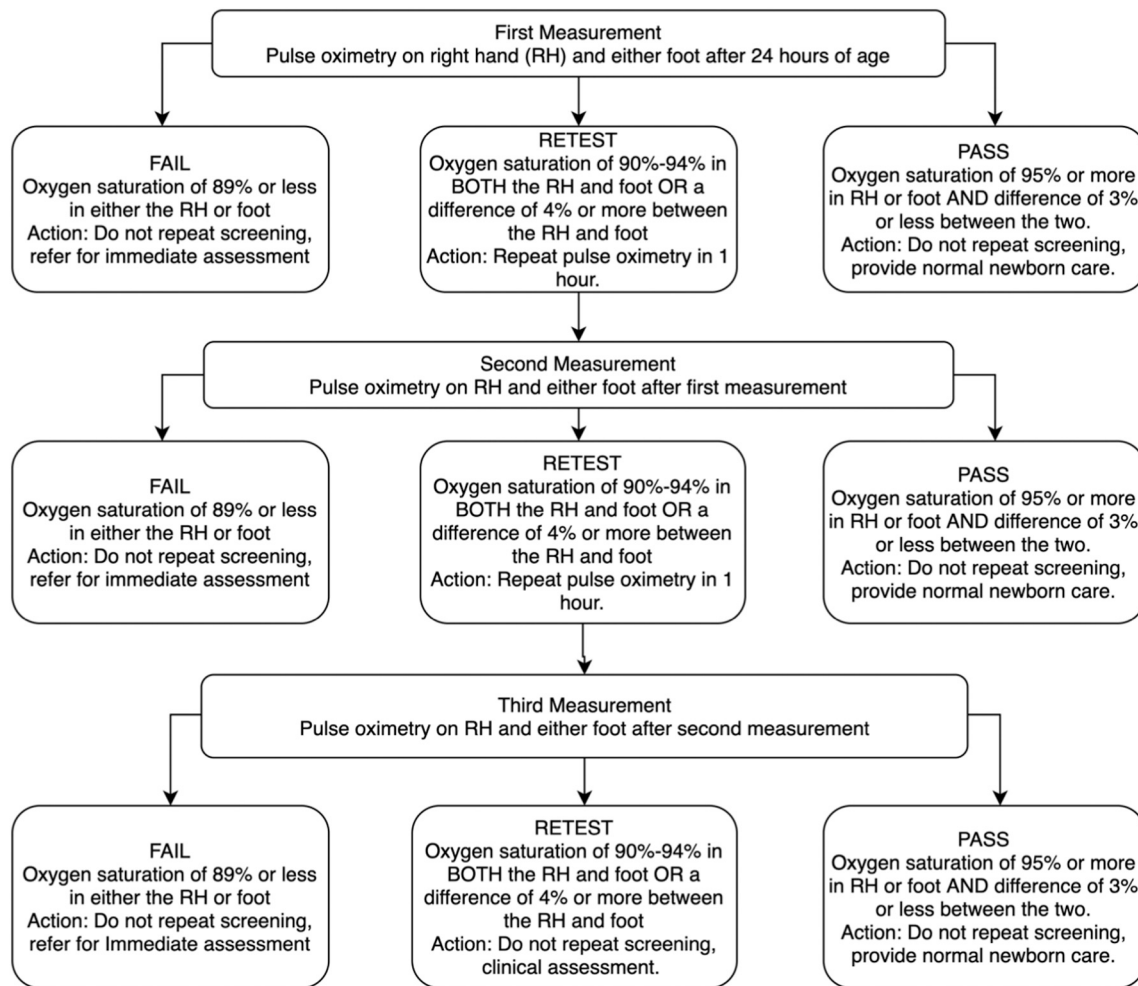 First Measurement
Pulse oximetry on right hand (RH) and either foot after 24 hours of age
FAIL
Oxygen saturation of 89% or less
in either the RH or foot
Action: Do not repeat screening,
refer for immediate assessment
RETEST
Oxygen saturation of 90%-94% in
BOTH the RH and foot OR a
difference of 4% or more between
the RH and foot
Action: Repeat pulse oximetry in 1
hour.
PASS
Oxygen saturation of 95% or more
in RH or foot AND difference of 3%
or less between the two.
Action: Do not repeat screening,
provide normal newborn care.
Second Measurement
Pulse oximetry on RH and either foot after first measurement
FAIL
Oxygen saturation of 89% or less
in either the RH or foot
Action: Do not repeat screening,
refer for immediate assessment
RETEST
Oxygen saturation of 90%-94% in
BOTH the RH and foot OR a
difference of 4% or more between
the RH and foot
Action: Repeat pulse oximetry in 1
hour.
PASS
Oxygen saturation of 95% or more
in RH or foot AND difference of 3%
or less between the two.
Action: Do not repeat screening,
provide normal newborn care.
Third Measurement
Pulse oximetry on RH and either foot after second measurement
FAIL
Oxygen saturation of 89% or less
in either the RH or foot
Action: Do not repeat screening,
refer for Immediate assessment
RETEST
Oxygen saturation of 90%-94% in
BOTH the RH and foot OR a
difference of 4% or more between
the RH and foot
Action: Do not repeat screening,
clinical assessment.
PASS
Oxygen saturation of 95% or more
in RH or foot AND difference of 3%
or less between the two.
Action: Do not repeat screening,
provide normal newborn care.